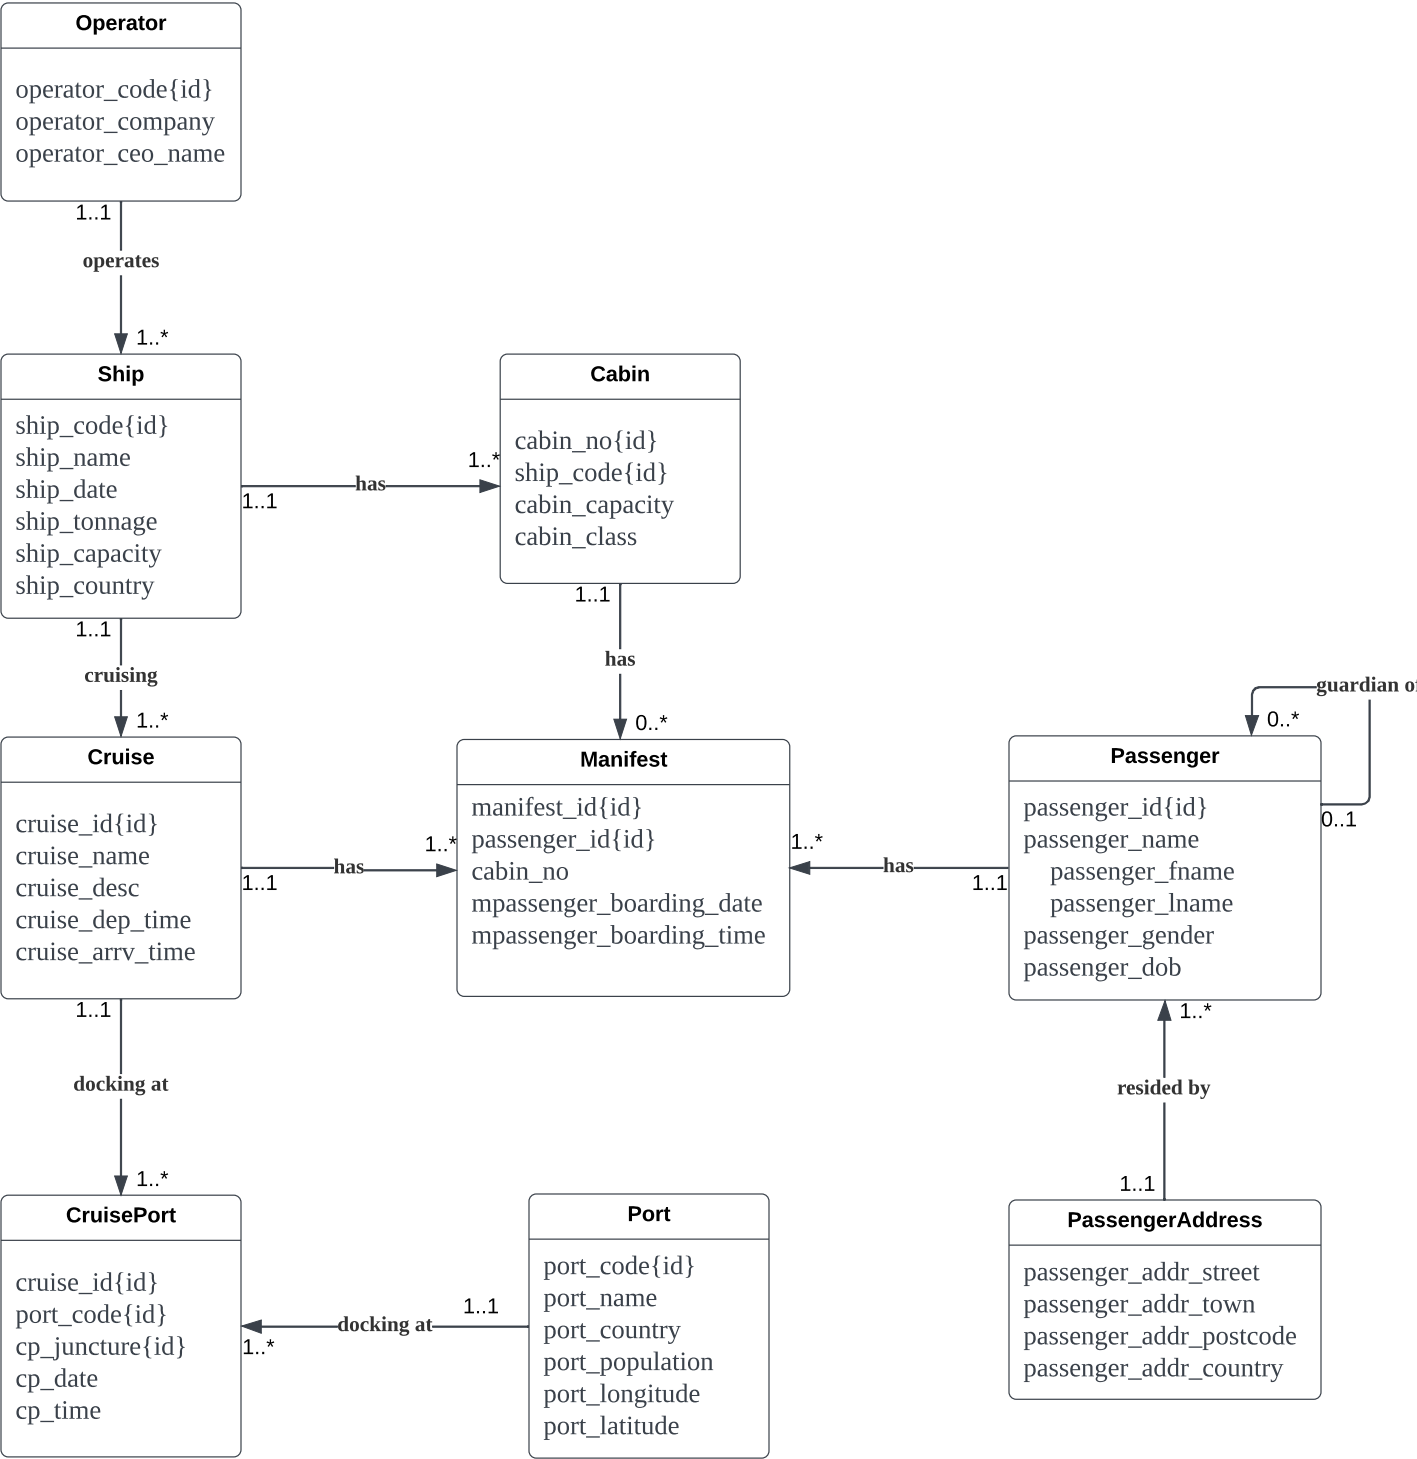 Operator
operator_code{id}
operator_company
operator_ceo_name
1..1
operates
1..*
Ship
ship_code{id}
ship_name
ship_date
ship_tonnage
ship_capacity
ship_country
1..1
has
1..*
Cabin
cabin_no{id}
ship_code{id}
cabin_capacity
cabin_class
1..1
cruising
1..*
1..1
has
0..*
guardian of
0..*
0..1
Cruise
cruise_id{id}
cruise_name
cruise_desc
cruise_dep_time
cruise_arrv_time
1..1
has
1..*
Manifest
manifest_id{id}
passenger_id{id}
cabin_no
mpassenger_boarding_date
mpassenger_boarding_time
1..*
has
1..1
Passenger
passenger_id{id}
passenger_name
passenger_fname
passenger_lname
passenger_gender
passenger_dob
1..1
docking at
1..*
1..*
resided by
1..1
CruisePort
cruise_id{id}
port_code{id}
cp_juncture{id}
cp_date
cp_time
1..*
docking at
1..1
Port
port_code{id}
port_name
port_country
port_population
port_longitude
port_latitude
PassengerAddress
passenger_addr_street
passenger_addr_town
passenger_addr_postcode
passenger_addr_country